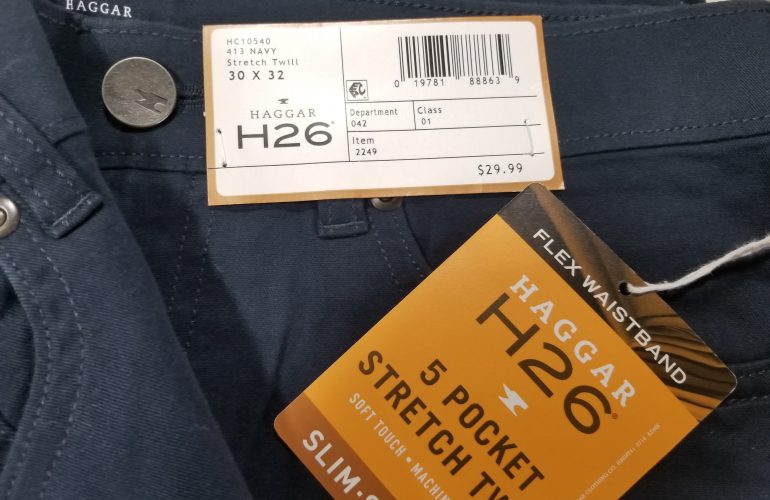 HAGGAR
HC10540
413 NAVY
Stretch Twill
30 X 32
HAGGAR
H26®
0 19781 88863 9
Department
042
Class
01
Item
2249
$29.99
FLEX WAISTBAND
HAGGAR
H26®
5 POCKET
STRETCH TW
SOFT TOUCH • MACHIN
SLIM